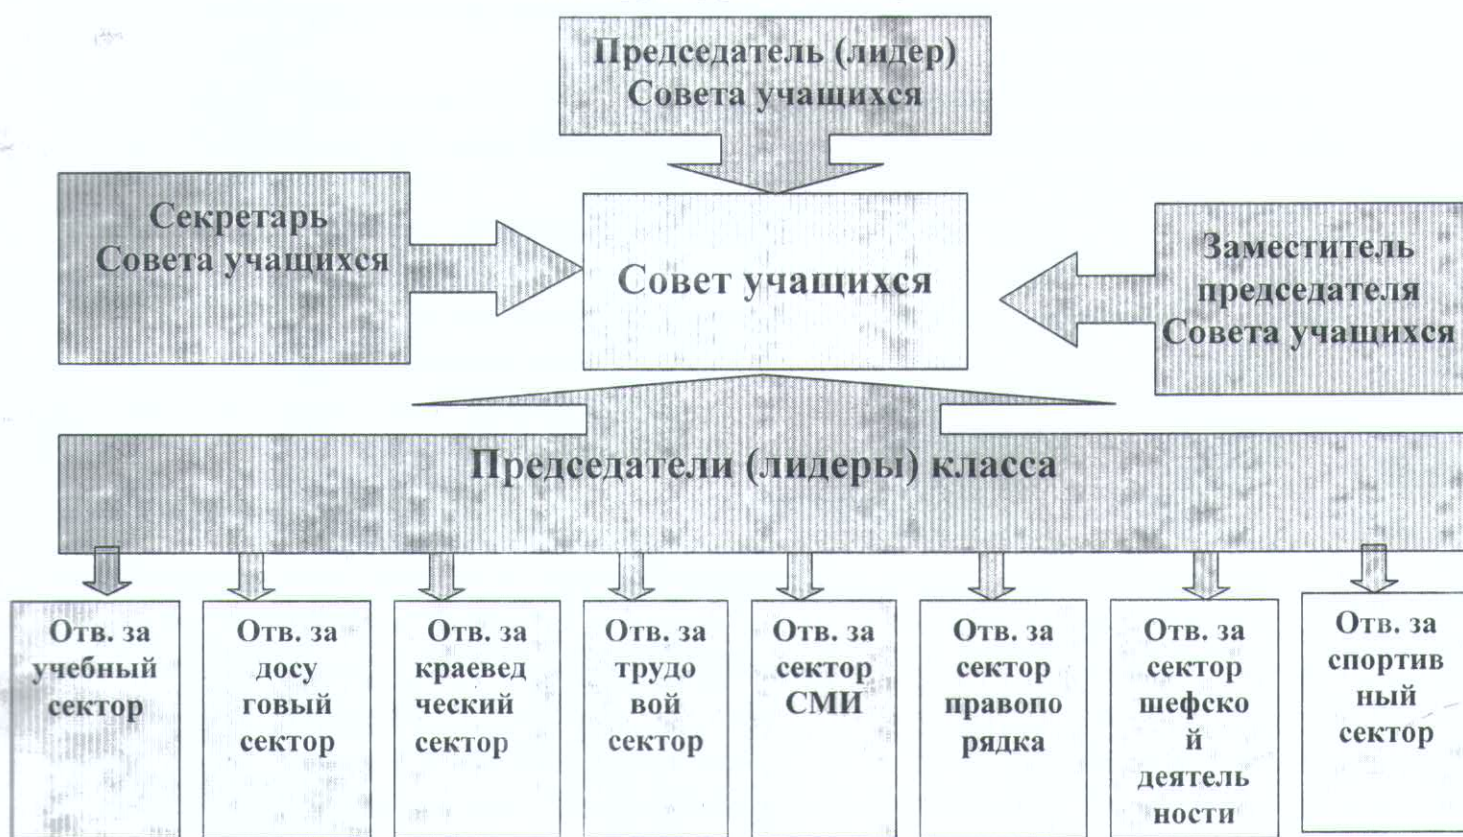 Председатель (лидер)
Совета учащихся
Секретарь
Совета учащихся
Совет учащихся
Заместитель
председателя
Совета учащихся
Председатели (лидеры) класса
Отв. за
учебный
сектор
Отв. за
досу
говый
сектор
Отв. за
краевед
ческий
сектор
Отв. за
трудо
вой
сектор
Отв. за
сектор
СМИ
Отв. за
сектор
правопо
рядка
Отв. за
сектор
шефско
й
деятель
ности
Отв. за
спортив
ный
сектор